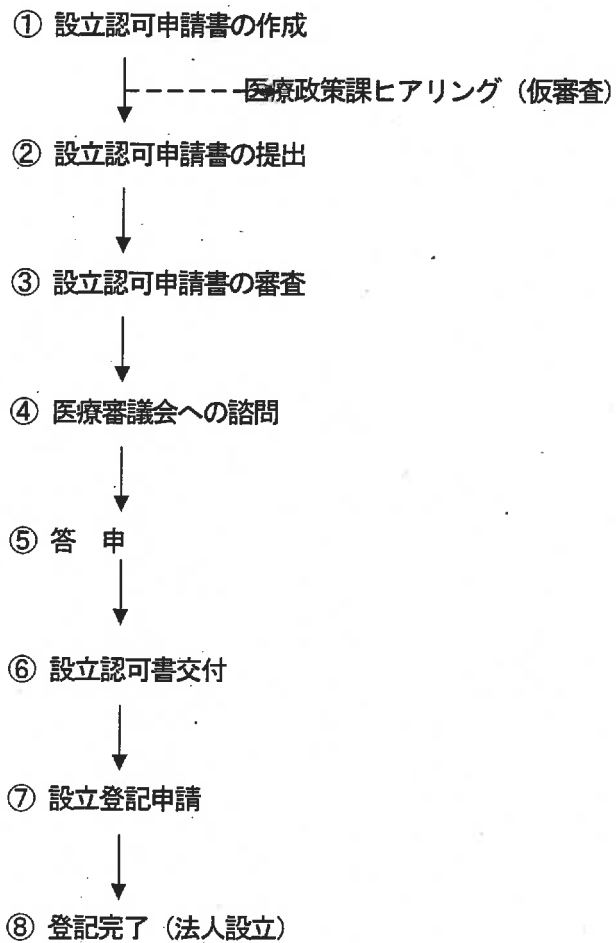 ① 設立認可申請書の作成
医療政策課ヒアリング（仮審査）
② 設立認可申請書の提出
③ 設立認可申請書の審査
④ 医療審議会への諮問
⑤ 答　申
⑥ 設立認可書交付
⑦ 設立登記申請
⑧ 登記完了（法人設立）